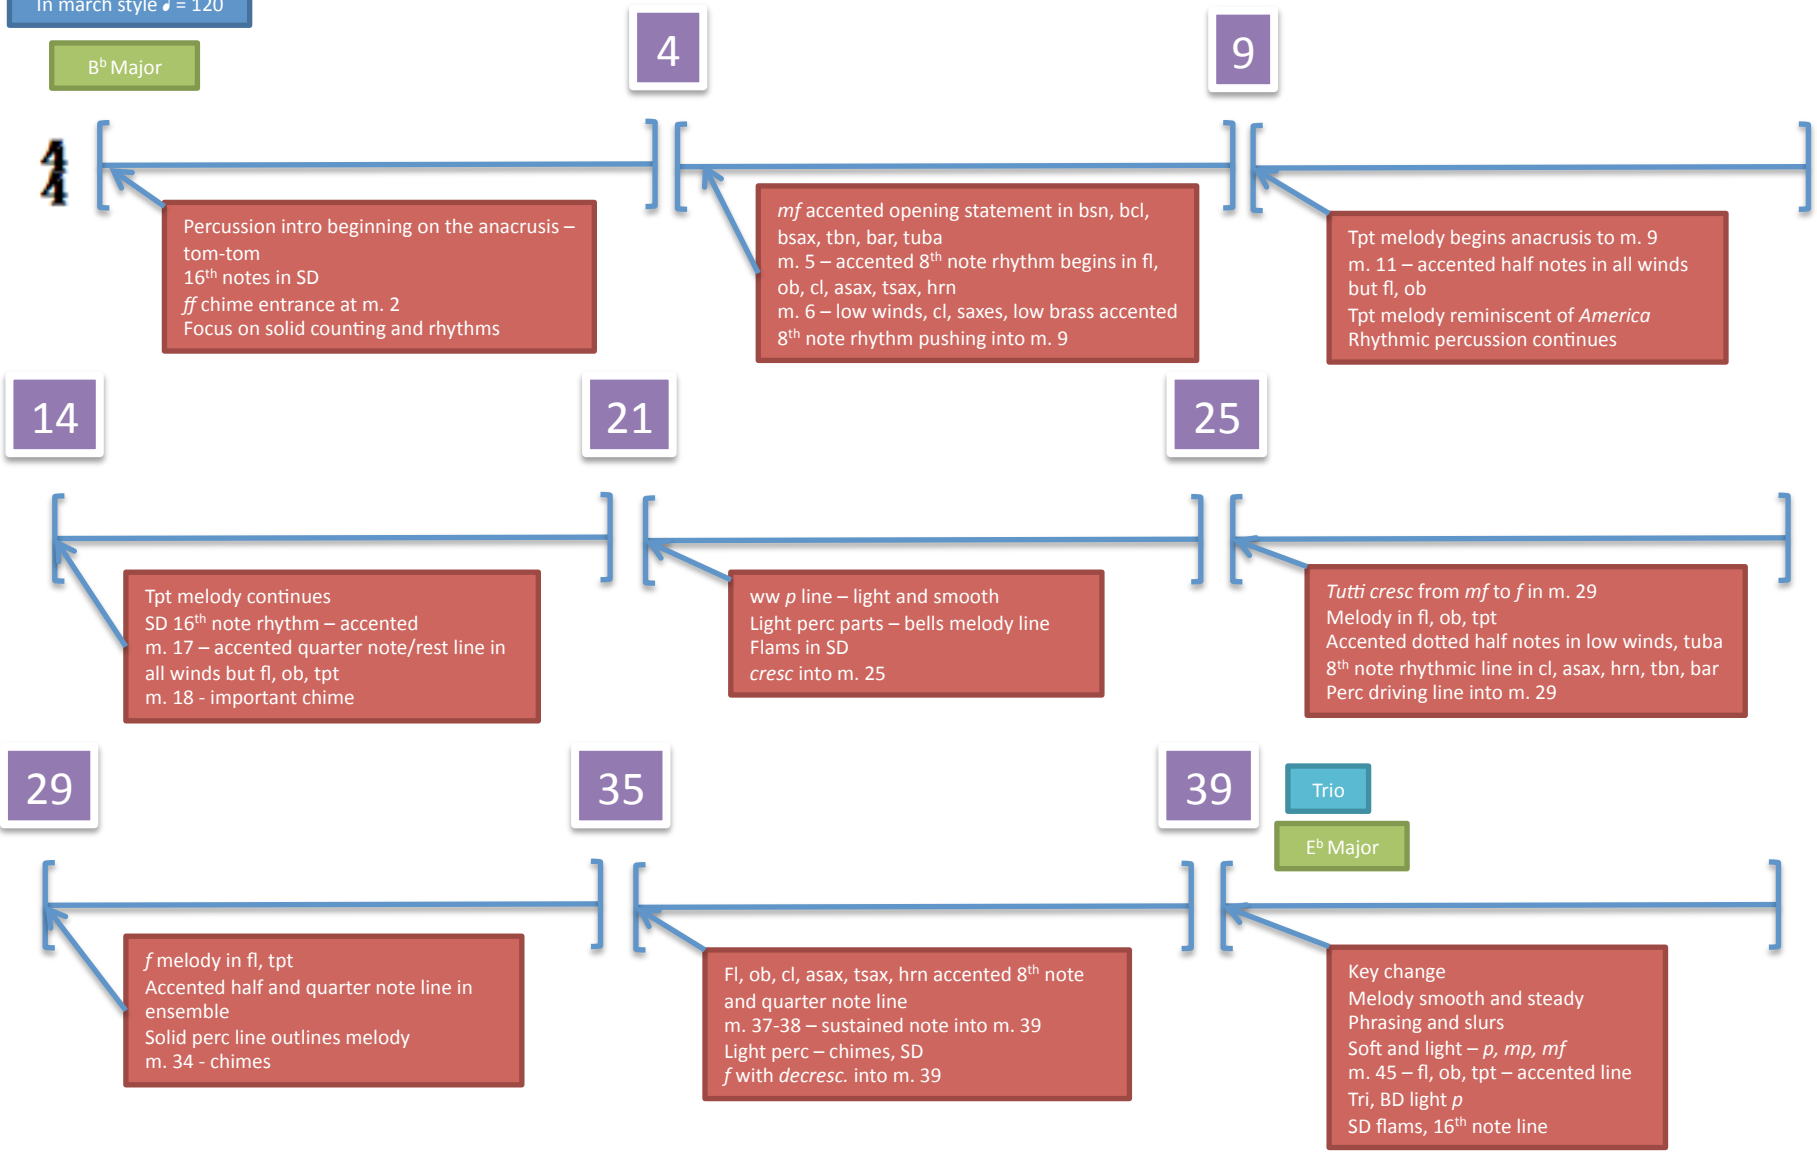 In march style ♩ = 120
Bb Major
4
9
4
4
Percussion intro beginning on the anacrusis –
tom-tom
16th notes in SD
ff chime entrance at m. 2
Focus on solid counting and rhythms
mf accented opening statement in bsn, bcl,
bsax, tbn, bar, tuba
m. 5 – accented 8th note rhythm begins in fl,
ob, cl, asax, tsax, hrn
m. 6 – low winds, cl, saxes, low brass accented
8th note rhythm pushing into m. 9
Tpt melody begins anacrusis to m. 9
m. 11 – accented half notes in all winds
but fl, ob
Tpt melody reminiscent of America
Rhythmic percussion continues
14
21
25
Tpt melody continues
SD 16th note rhythm – accented
m. 17 – accented quarter note/rest line in
all winds but fl, ob, tpt
m. 18 - important chime
ww p line – light and smooth
Light perc parts – bells melody line
Flams in SD
cresc into m. 25
Tutti cresc from mf to f in m. 29
Melody in fl, ob, tpt
Accented dotted half notes in low winds, tuba
8th note rhythmic line in cl, asax, hrn, tbn, bar
Perc driving line into m. 29
29
35
39
Trio
Eb Major
f melody in fl, tpt
Accented half and quarter note line in
ensemble
Solid perc line outlines melody
m. 34 - chimes
Fl, ob, cl, asax, tsax, hrn accented 8th note
and quarter note line
m. 37-38 – sustained note into m. 39
Light perc – chimes, SD
f with decresc. into m. 39
Key change
Melody smooth and steady
Phrasing and slurs
Soft and light – p, mp, mf
m. 45 – fl, ob, tpt – accented line
Tri, BD light p
SD flams, 16th note line